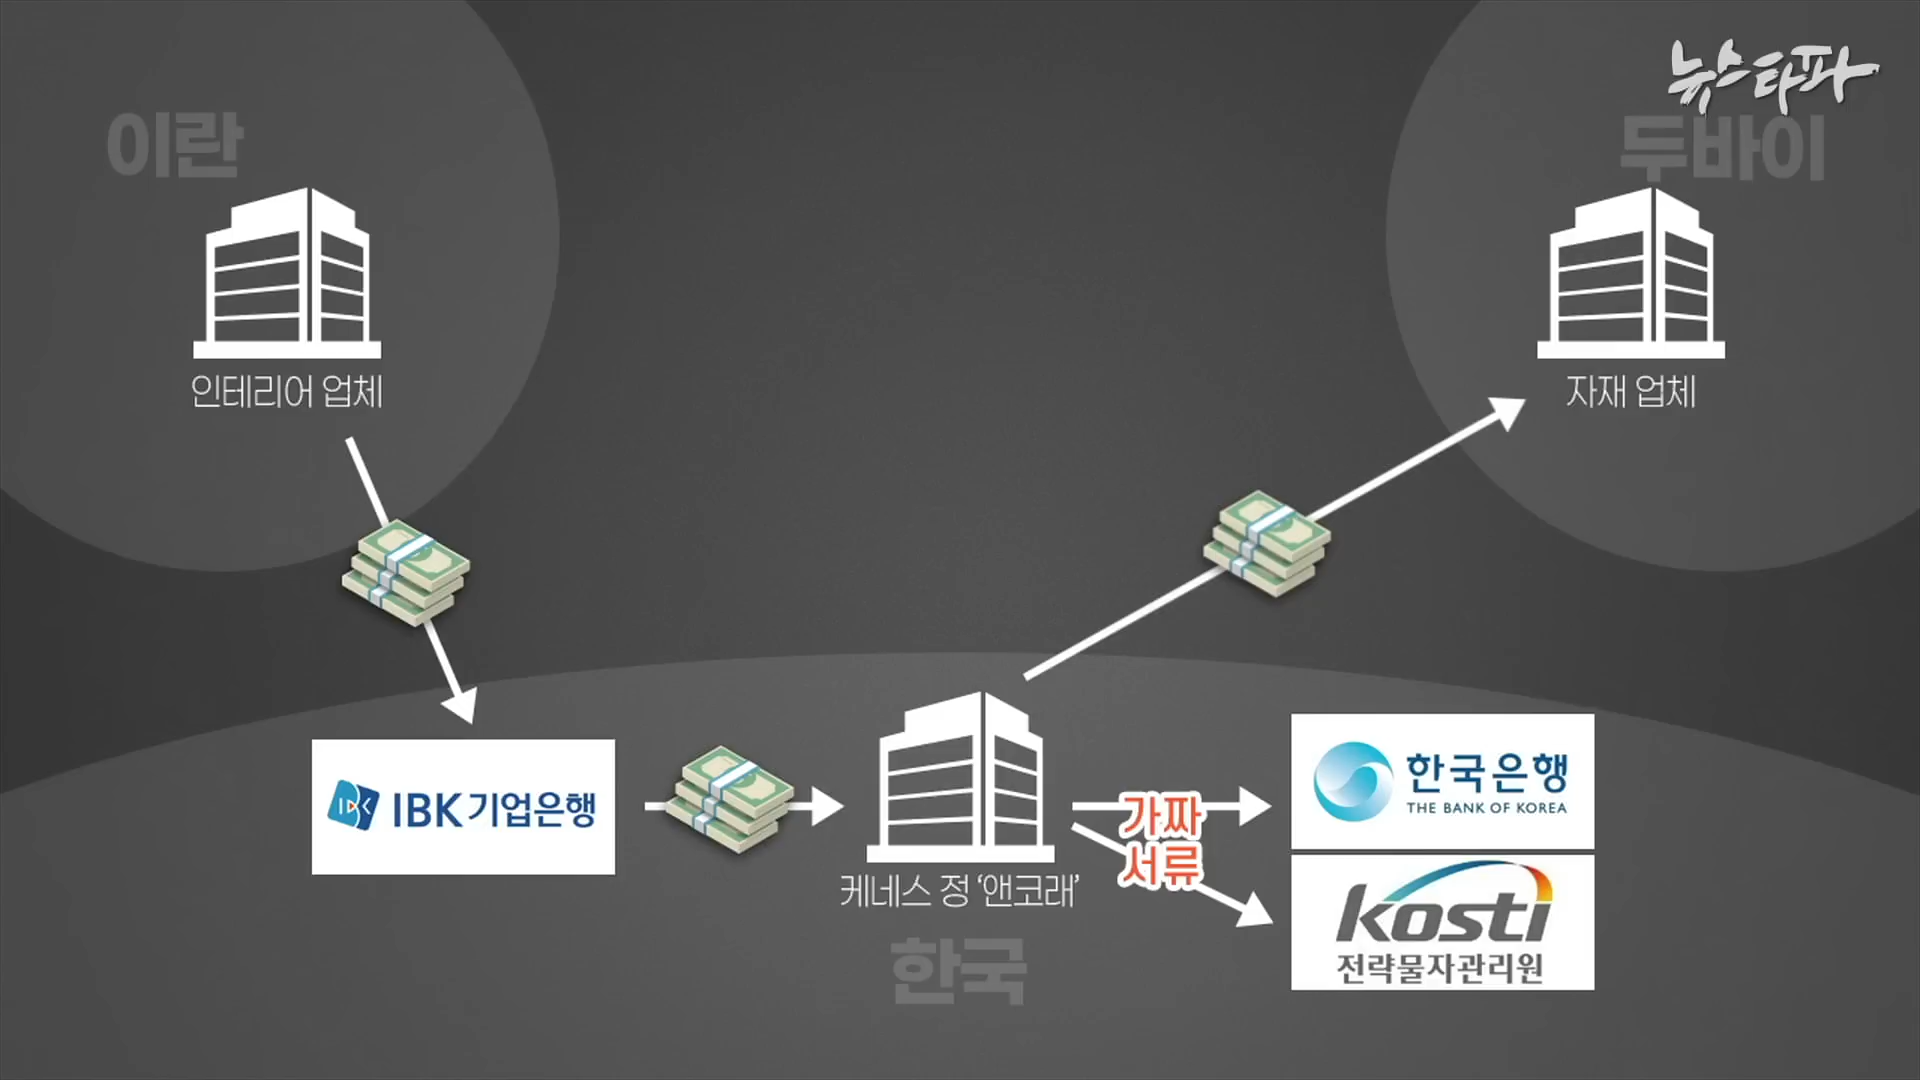 뉴스타파
이란
두바이
인테리어 업체
자재 업체
IBK
IBK기업은행
가짜
서류
한국은행
THE BANK OF KOREA
케네스 정 ‘앤코래’
kosti
전략물자관리원
한국